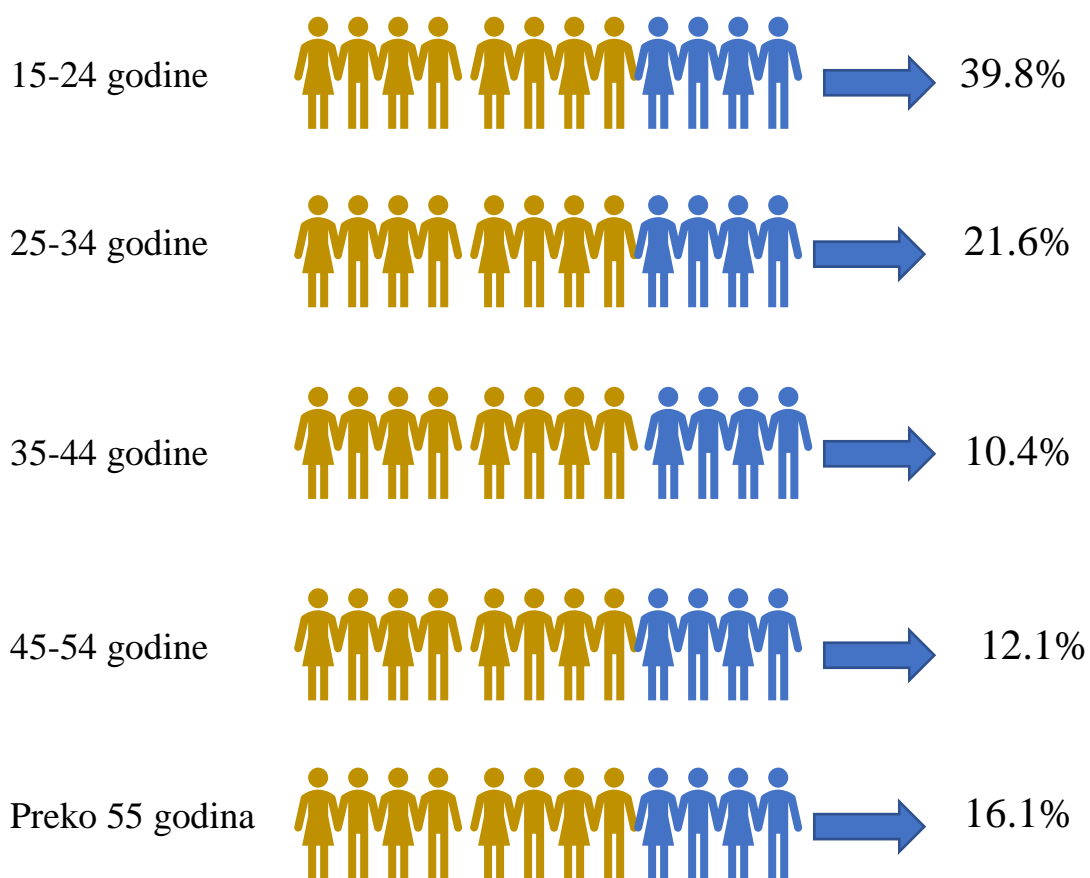 15-24 godine 39.8%
25-34 godine 21.6%
35-44 godine 10.4%
45-54 godine 12.1%
Preko 55 godina 16.1%